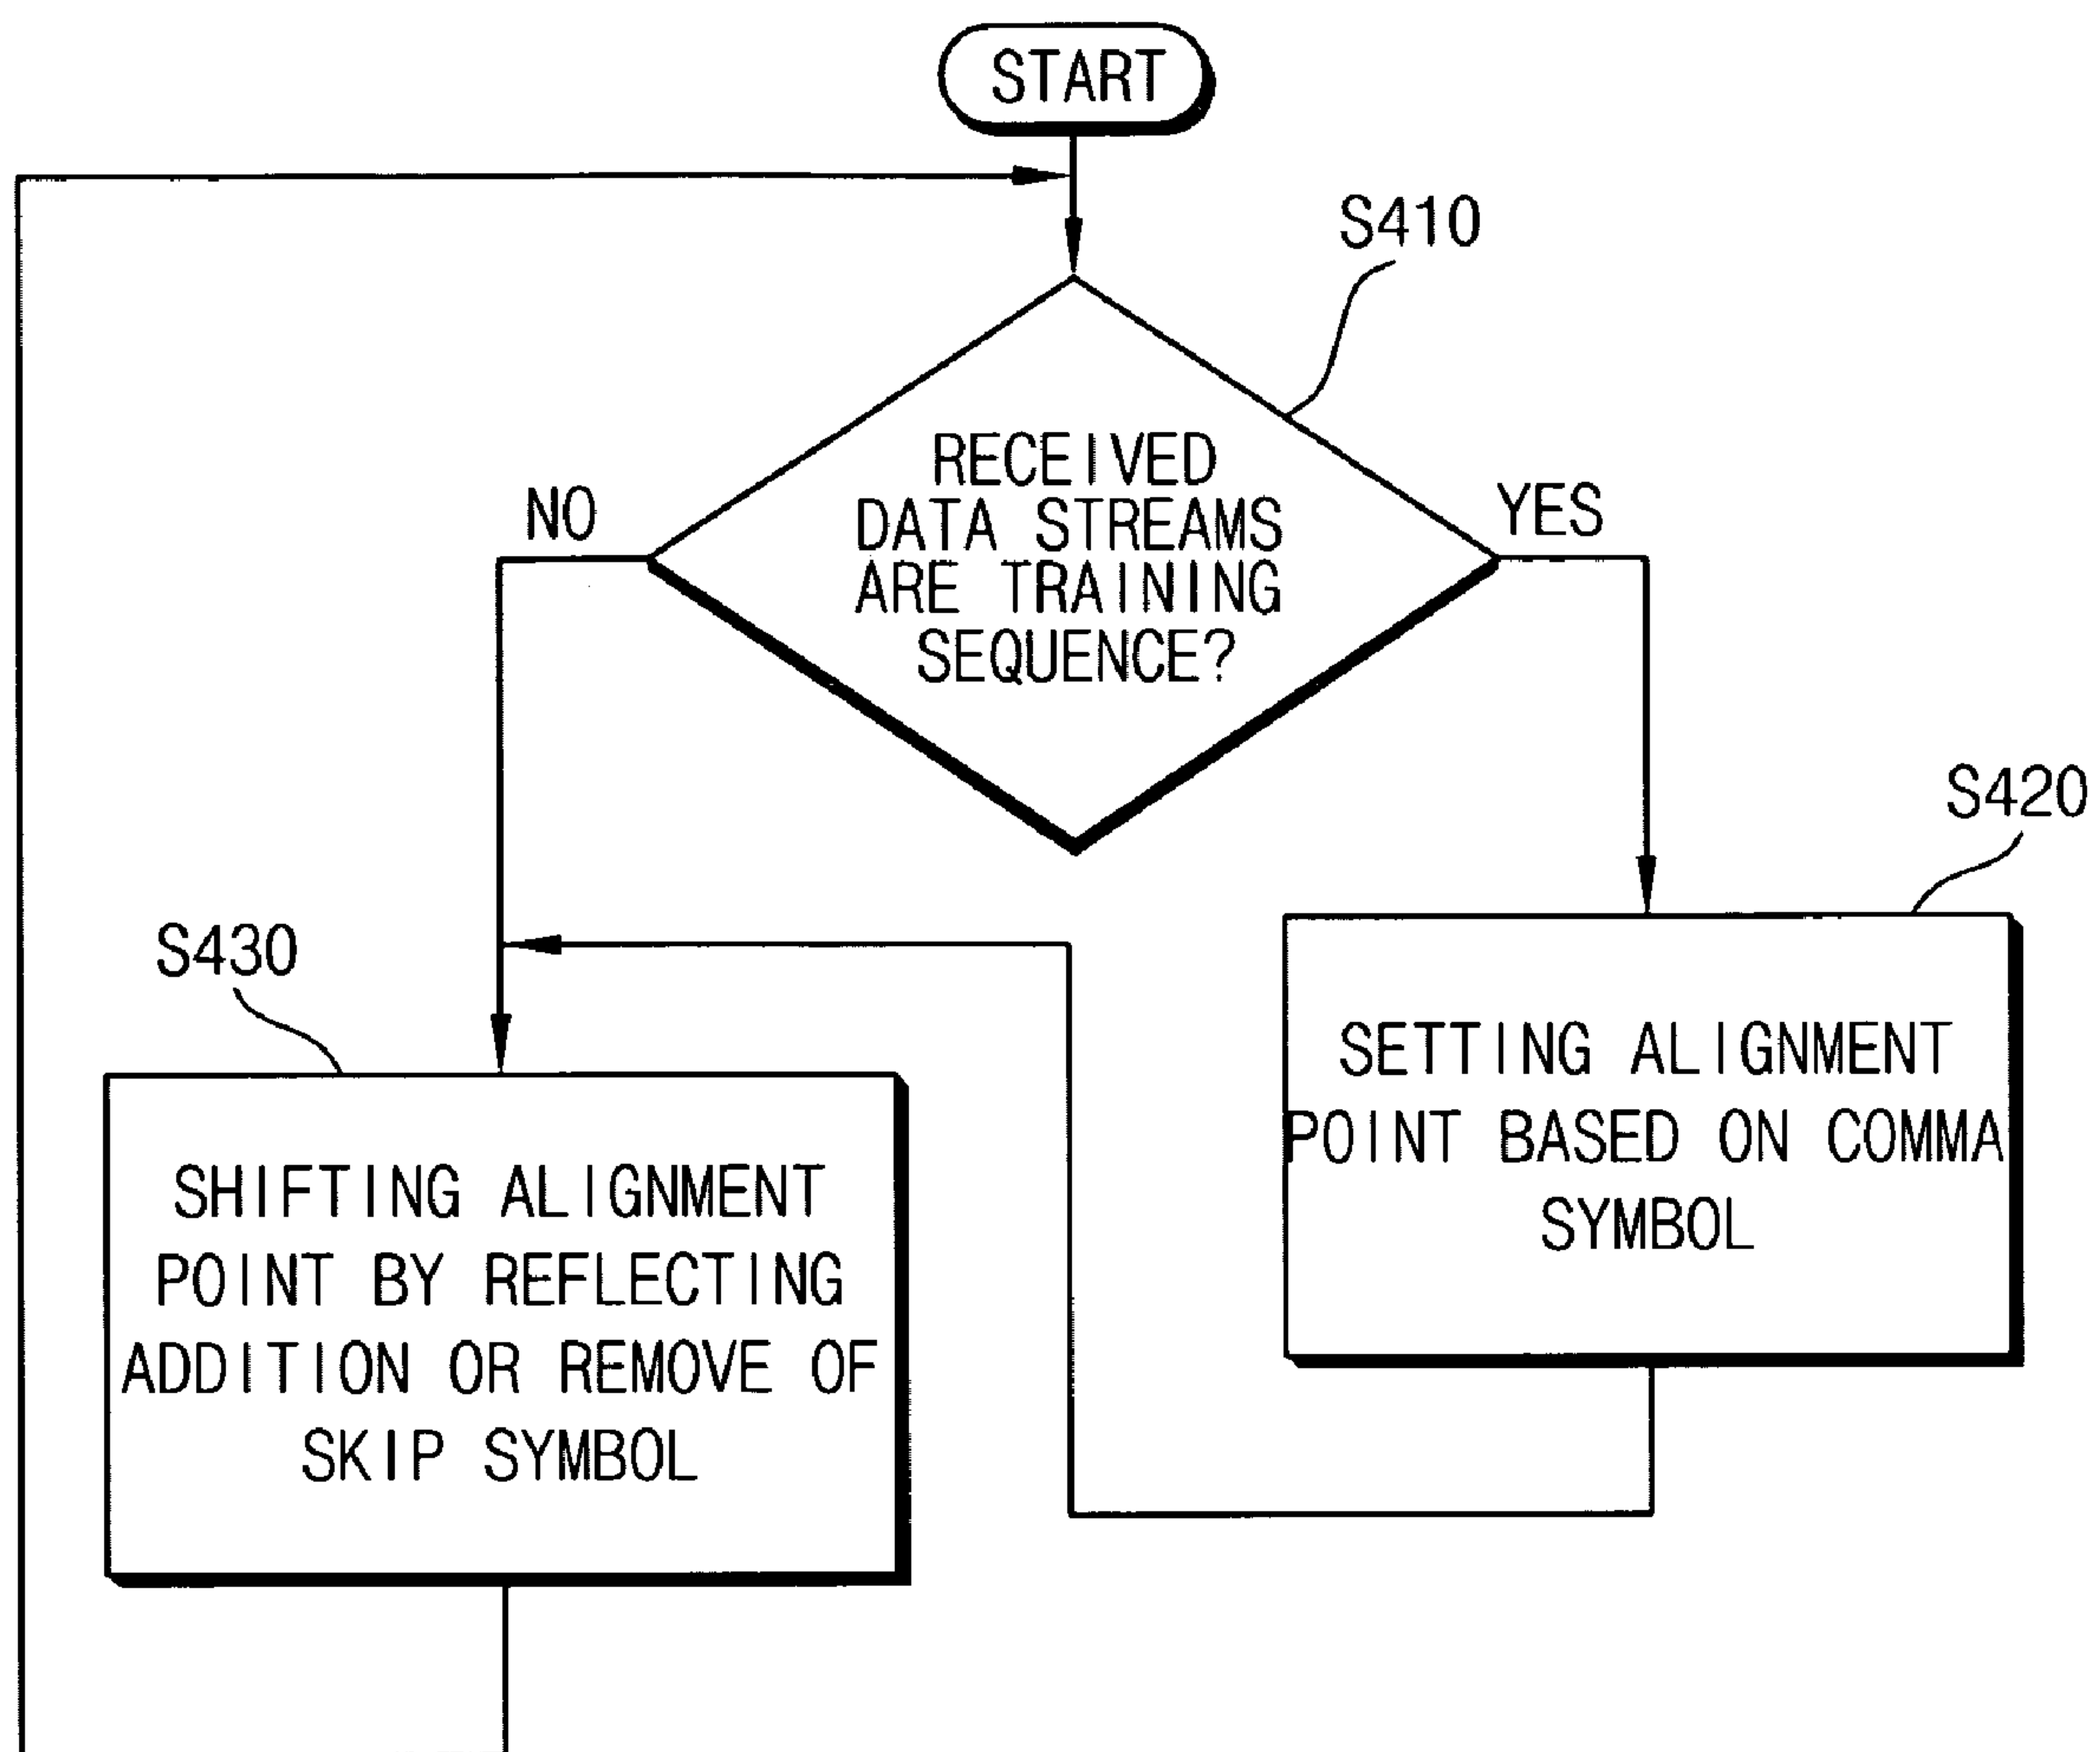 START
S410
RECEIVED
DATA STREAMS
ARE TRAINING
SEQUENCE?
NO
YES
S420
SETTING ALIGNMENT
POINT BASED ON COMMA
SYMBOL
S430
SHIFTING ALIGNMENT
POINT BY REFLECTING
ADDITION OR REMOVE OF
SKIP SYMBOL